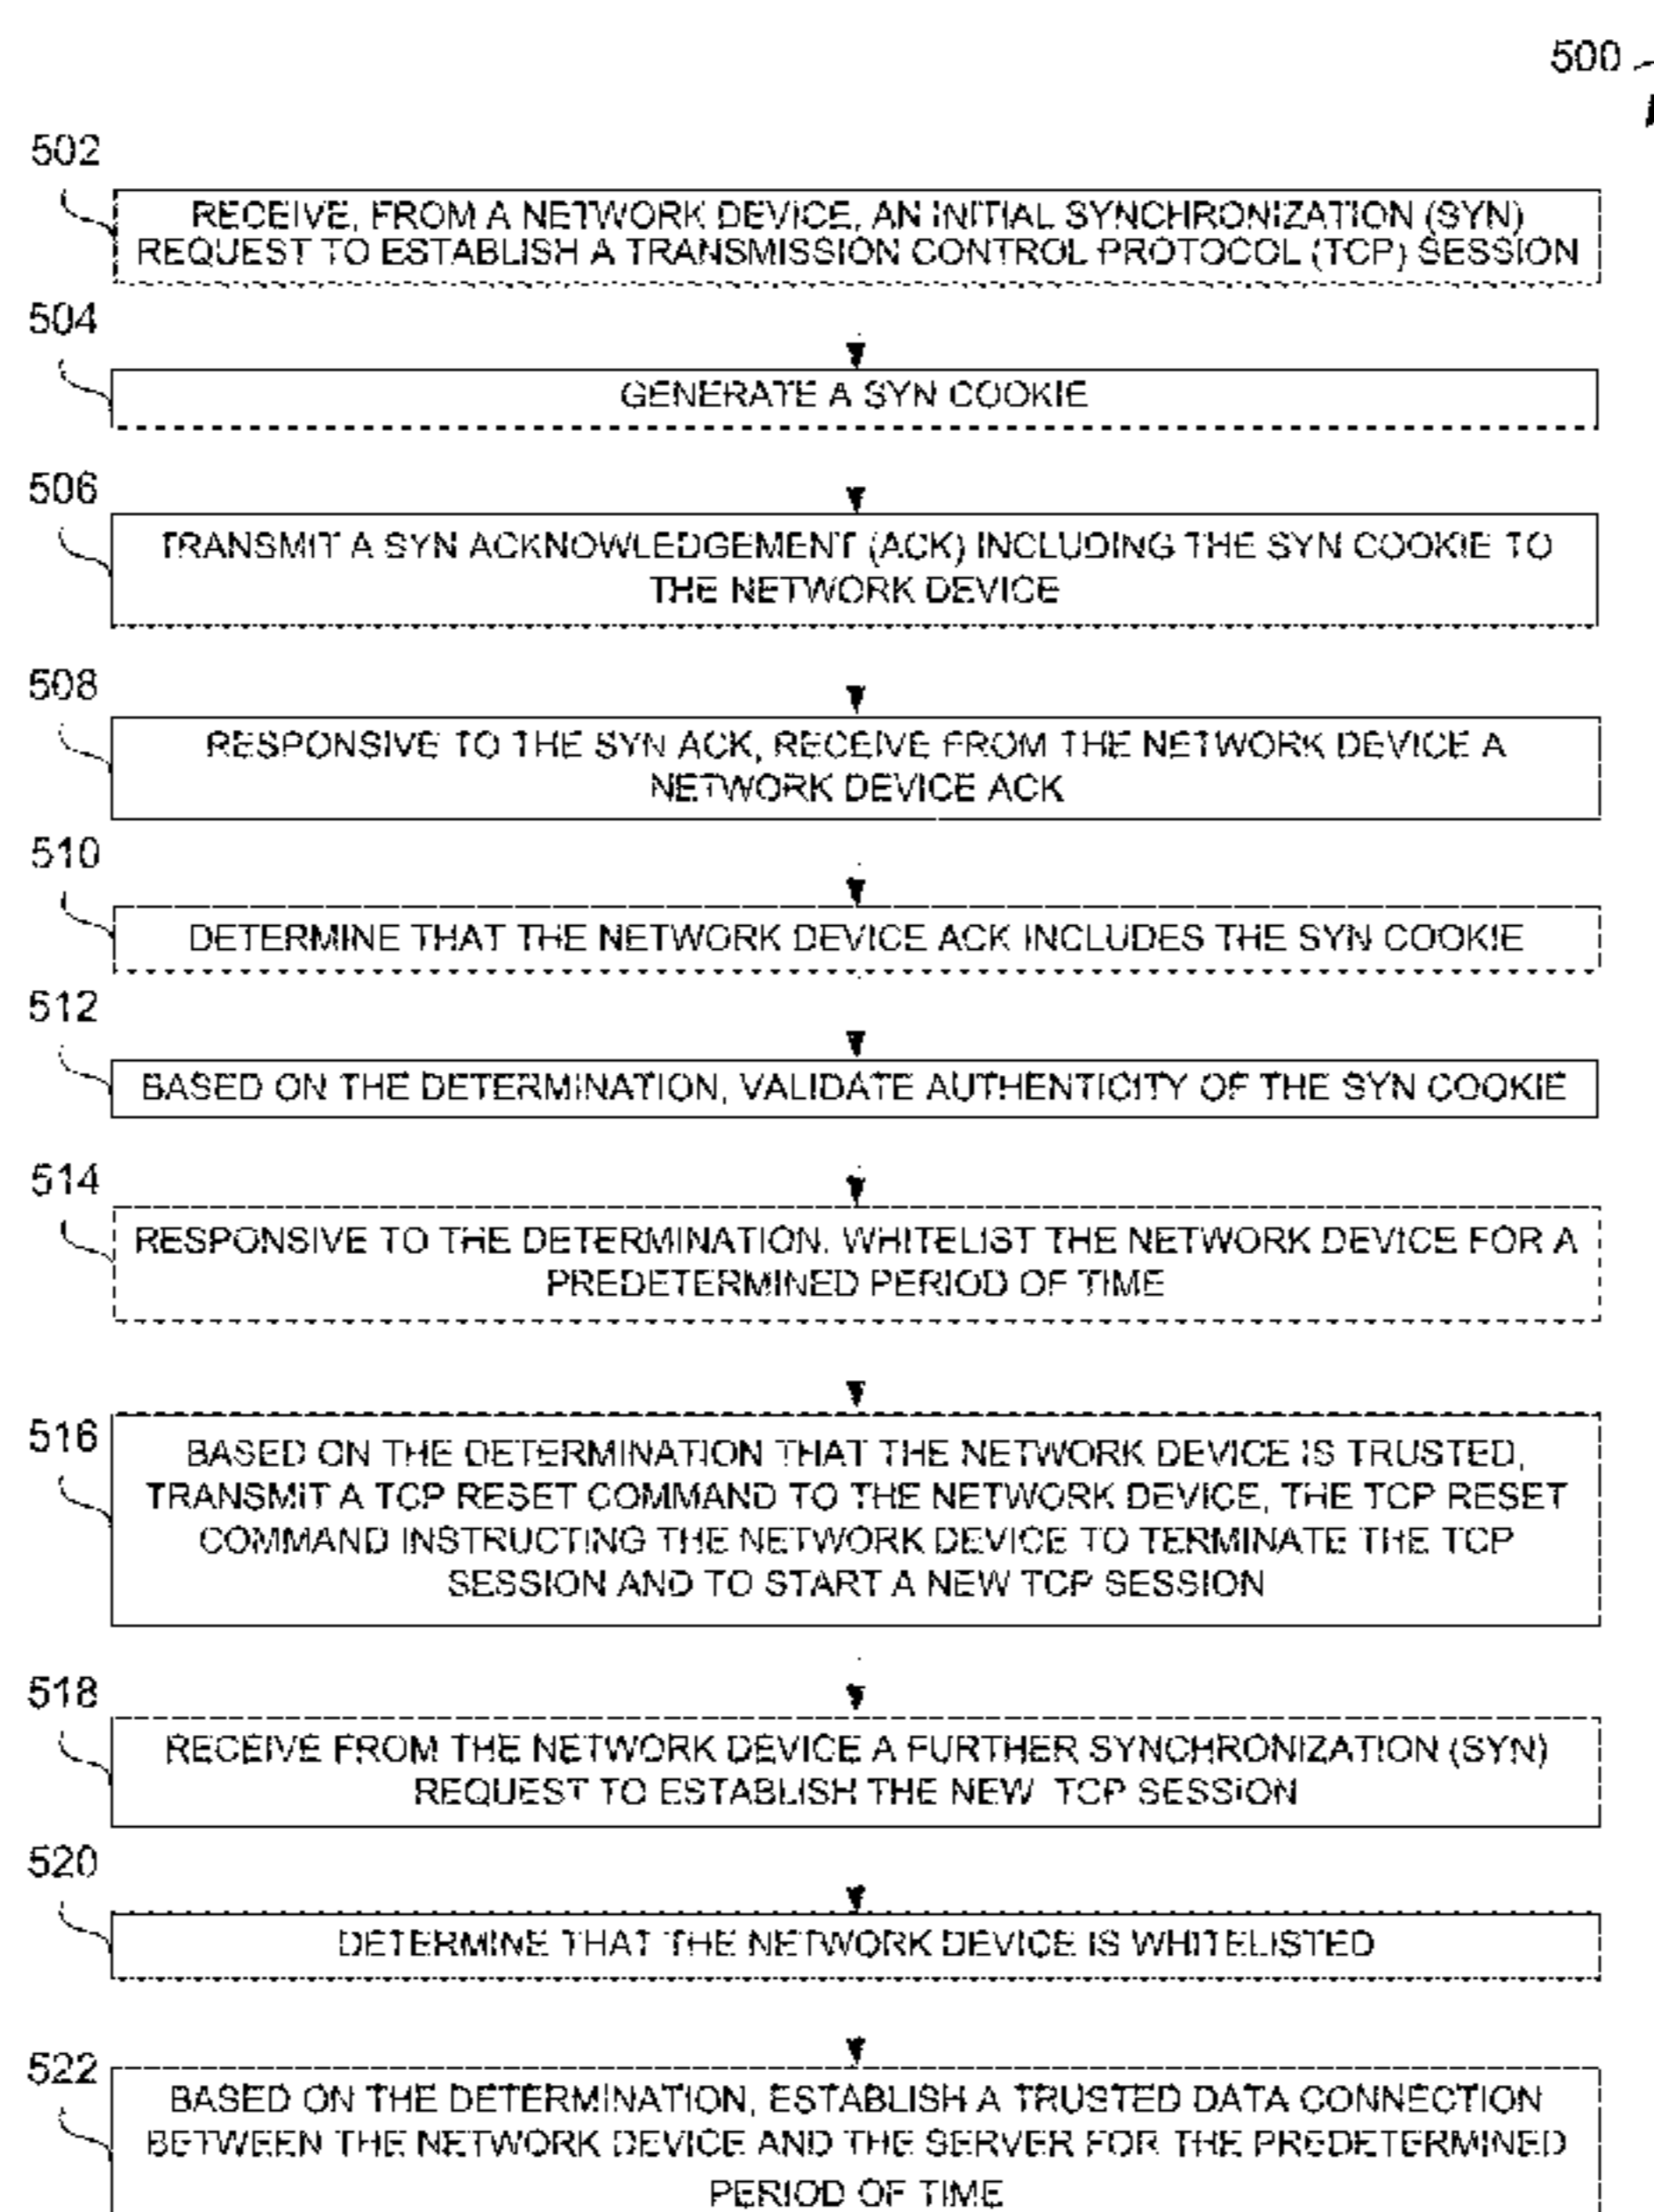 500
502
RECEIVE, FROM A NETWORK DEVICE, AN INITIAL SYNCHRONIZATION (SYN)
REQUEST TO ESTABLISH A TRANSMISSION CONTROL PROTOCOL (TCP) SESSION
504
GENERATE A SYN COOKIE
506
TRANSMIT A SYN ACKNOWLEDGEMENT (ACK) INCLUDING THE SYN COOKIE TO
THE NETWORK DEVICE
508
RESPONSIVE TO THE SYN ACK, RECEIVE FROM THE NETWORK DEVICE A
NETWORK DEVICE ACK
510
DETERMINE THAT THE NETWORK DEVICE ACK INCLUDES THE SYN COOKIE
512
BASED ON THE DETERMINATION, VALIDATE AUTHENTICITY OF THE SYN COOKIE
514
RESPONSIVE TO THE DETERMINATION, WHITELIST THE NETWORK DEVICE FOR A
PREDETERMINED PERIOD OF TIME
516
BASED ON THE DETERMINATION THAT THE NETWORK DEVICE IS TRUSTED,
TRANSMIT A TCP RESET COMMAND TO THE NETWORK DEVICE, THE TCP RESET
COMMAND INSTRUCTING THE NETWORK DEVICE TO TERMINATE THE TCP
SESSION AND TO START A NEW TCP SESSION
518
RECEIVE FROM THE NETWORK DEVICE A FURTHER SYNCHRONIZATION (SYN)
REQUEST TO ESTABLISH THE NEW TCP SESSION
520
DETERMINE THAT THE NETWORK DEVICE IS WHITELISTED
522
BASED ON THE DETERMINATION, ESTABLISH A TRUSTED DATA CONNECTION
BETWEEN THE NETWORK DEVICE AND THE SERVER FOR THE PREDETERMINED
PERIOD OF TIME